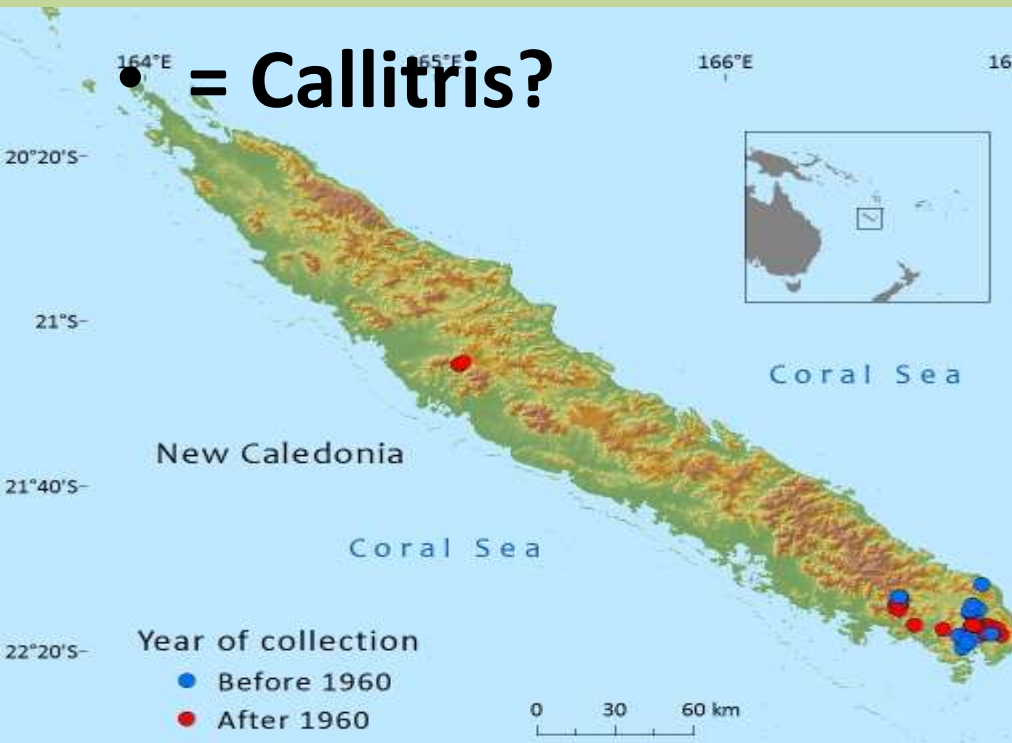 164°E 165°E 166°E 16
• = Callitris?
20°20'S
21°S
Coral Sea
New Caledonia
21°40'S
Coral Sea
Year of collection
22°20'S
Before 1960
0 30 60 km
After 1960